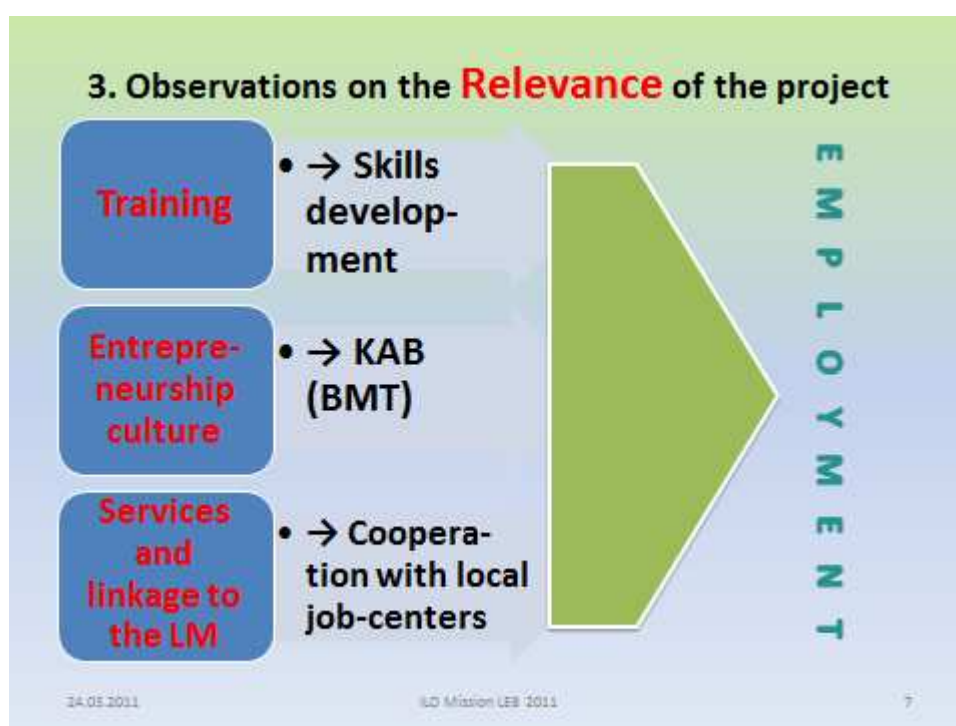 3. Observations on the Relevance of the project
Training
• → Skills
develop-
ment
Entrepre-
neurship
culture
• → KAB
(BMT)
Services
and
linkage to
the LM
• → Coopera-
tion with local
job-centers
EMPLOYMENT
24.03.2011
ILO Mission LEB 2011
7